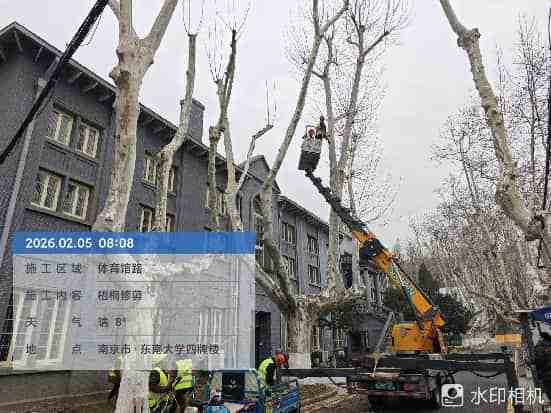 2026.02.05 08:08
施工区域 体育馆路
施工内容 梧桐修剪
天气 晴 8°
地点 南京市·东南大学四牌楼
水印相机